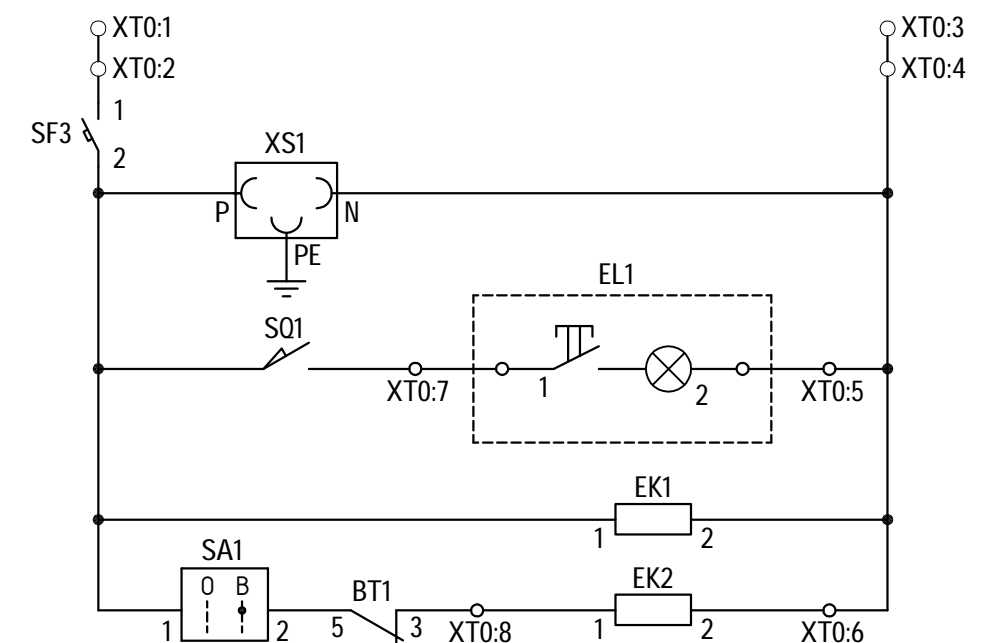 XT0:1
XT0:3
XT0:2
XT0:4
1
SF3
2
XS1
P
N
PE
EL1
SQ1
XT0:7
1
2
XT0:5
EK1
1
2
SA1
O
B
EK2
BT1
1
2
5
3
XT0:8
1
2
XT0:6